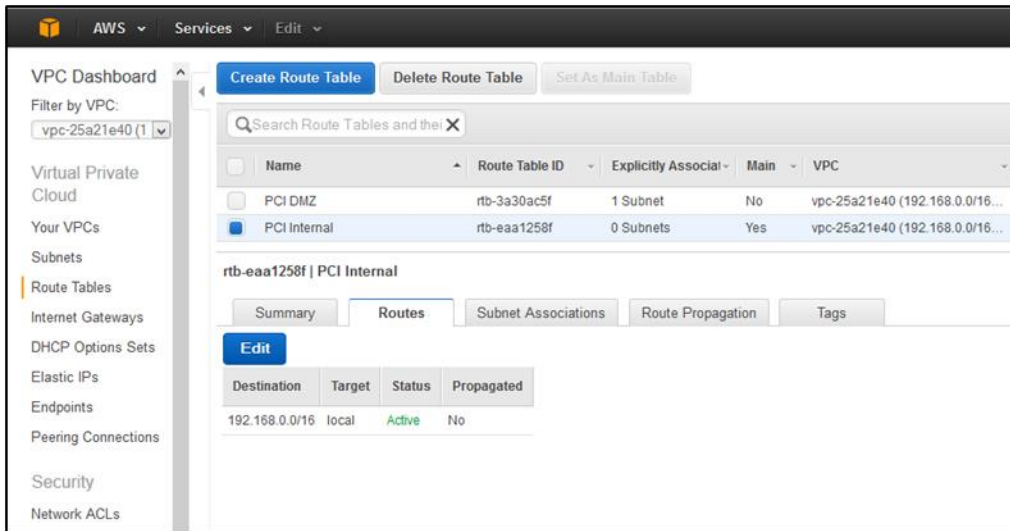 AWS Services Edit
VPC Dashboard
Filter by VPC:
vpc-25a21e40 (1
Virtual Private
Cloud
Your VPCs
Subnets
Route Tables
Internet Gateways
DHCP Options Sets
Elastic IPs
Endpoints
Peering Connections
Security
Network ACLs
Create Route Table Delete Route Table Set As Main Table
Search Route Tables and thei X
Name Route Table ID Explicitly Associat Main VPC
PCI DMZ rtb-3a30ac5f 1 Subnet No vpc-25a21e40 (192.168.0.0/16...
PCI Internal rtb-eaa1258f 0 Subnets Yes vpc-25a21e40 (192.168.0.0/16...
rtb-eaa1258f | PCI Internal
Summary Routes Subnet Associations Route Propagation Tags
Edit
Destination Target Status Propagated
192.168.0.0/16 local Active No